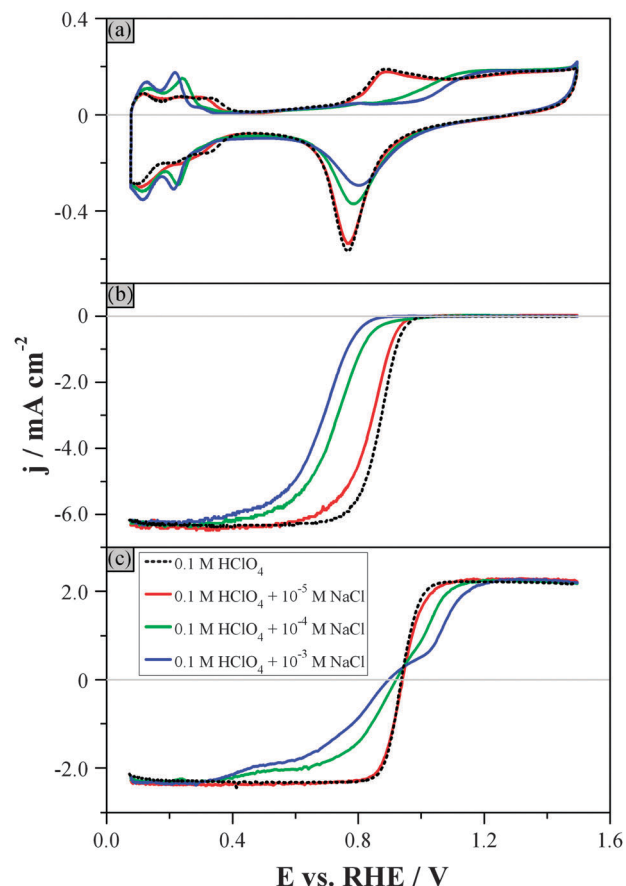 (a)
0.4
0
-0.4
(b)
0
-2.0
-4.0
-6.0
j / mA cm⁻²
(c)
2.0
0
-2.0
0.1 M HClO₄
0.1 M HClO₄ + 10⁻⁵ M NaCl
0.1 M HClO₄ + 10⁻⁴ M NaCl
0.1 M HClO₄ + 10⁻³ M NaCl
0.0 0.4 0.8 1.2 1.6
E vs. RHE / V